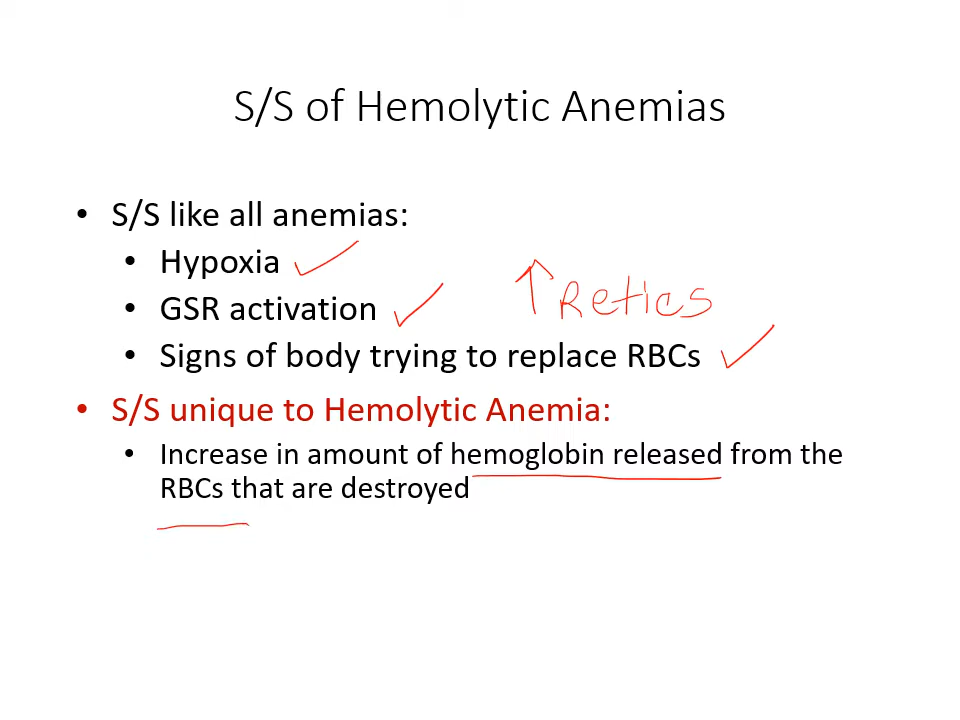 S/S of Hemolytic Anemias
• S/S like all anemias:
• Hypoxia
• GSR activation
↑ Retics
• Signs of body trying to replace RBCs
• S/S unique to Hemolytic Anemia:
• Increase in amount of hemoglobin released from the
RBCs that are destroyed